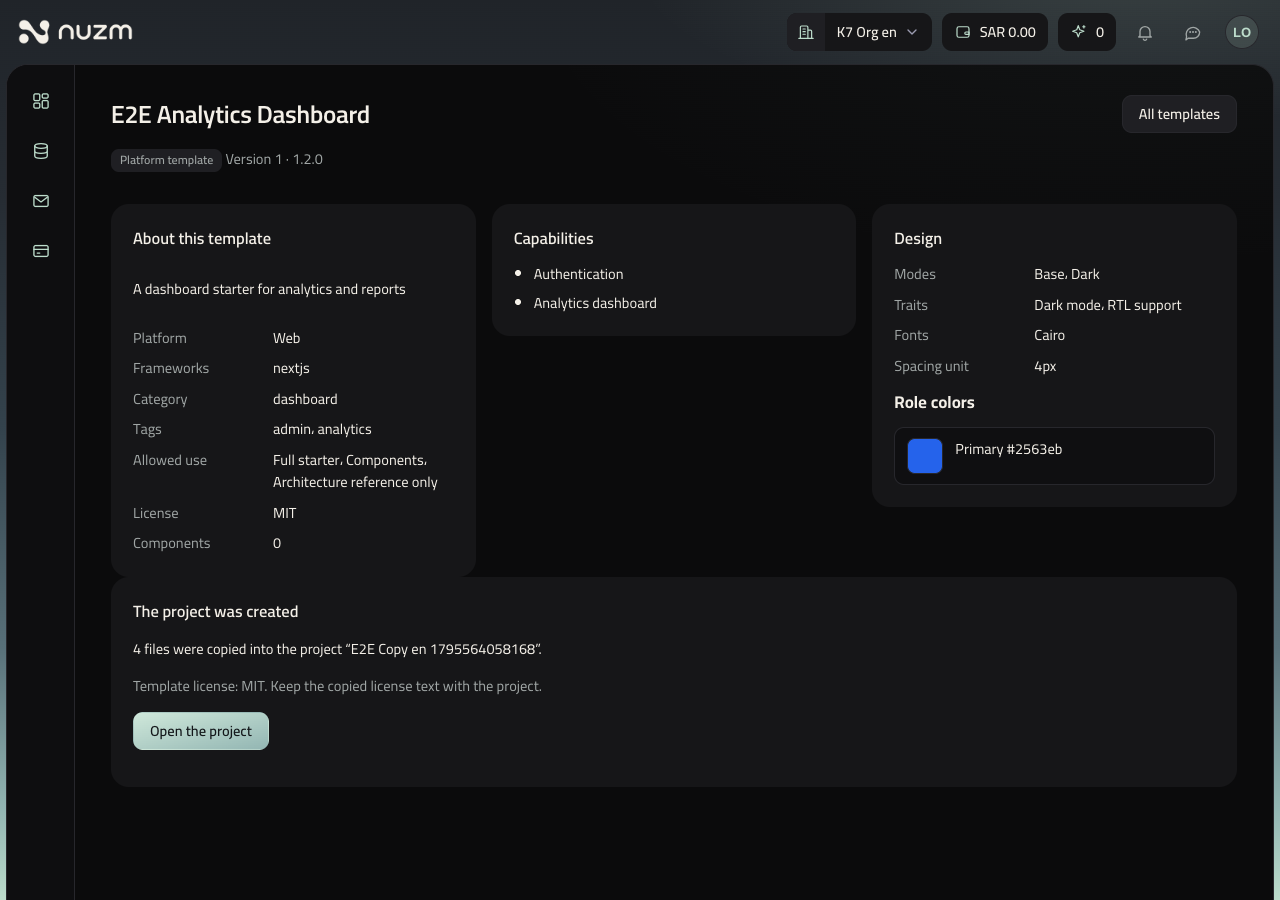 nuzm
K7 Org en
SAR 0.00
0
LO
E2E Analytics Dashboard
All templates
Platform template Version 1 · 1.2.0
About this template
A dashboard starter for analytics and reports
Platform Web
Frameworks nextjs
Category dashboard
Tags admin، analytics
Allowed use Full starter، Components،
Architecture reference only
License MIT
Components 0
Capabilities
• Authentication
• Analytics dashboard
Design
Modes Base، Dark
Traits Dark mode، RTL support
Fonts Cairo
Spacing unit 4px
Role colors
Primary #2563eb
The project was created
4 files were copied into the project “E2E Copy en 1795564058168”.
Template license: MIT. Keep the copied license text with the project.
Open the project